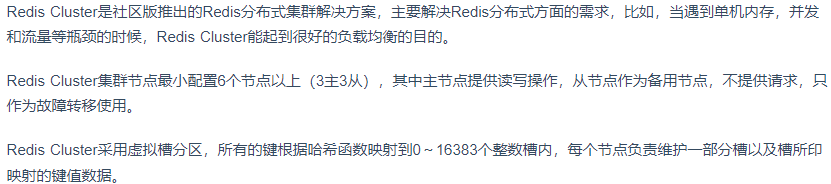 Redis Cluster是社区版推出的Redis分布式集群解决方案，主要解决Redis分布式方面的需求，比如，当遇到单机内存，并发
和流量等瓶颈的时候，Redis Cluster能起到很好的负载均衡的目的。
Redis Cluster集群节点最小配置6个节点以上（3主3从），其中主节点提供读写操作，从节点作为备用节点，不提供请求，只
作为故障转移使用。
Redis Cluster采用虚拟槽分区，所有的键根据哈希函数映射到0～16383个整数槽内，每个节点负责维护一部分槽以及槽所印
映射的键值数据。